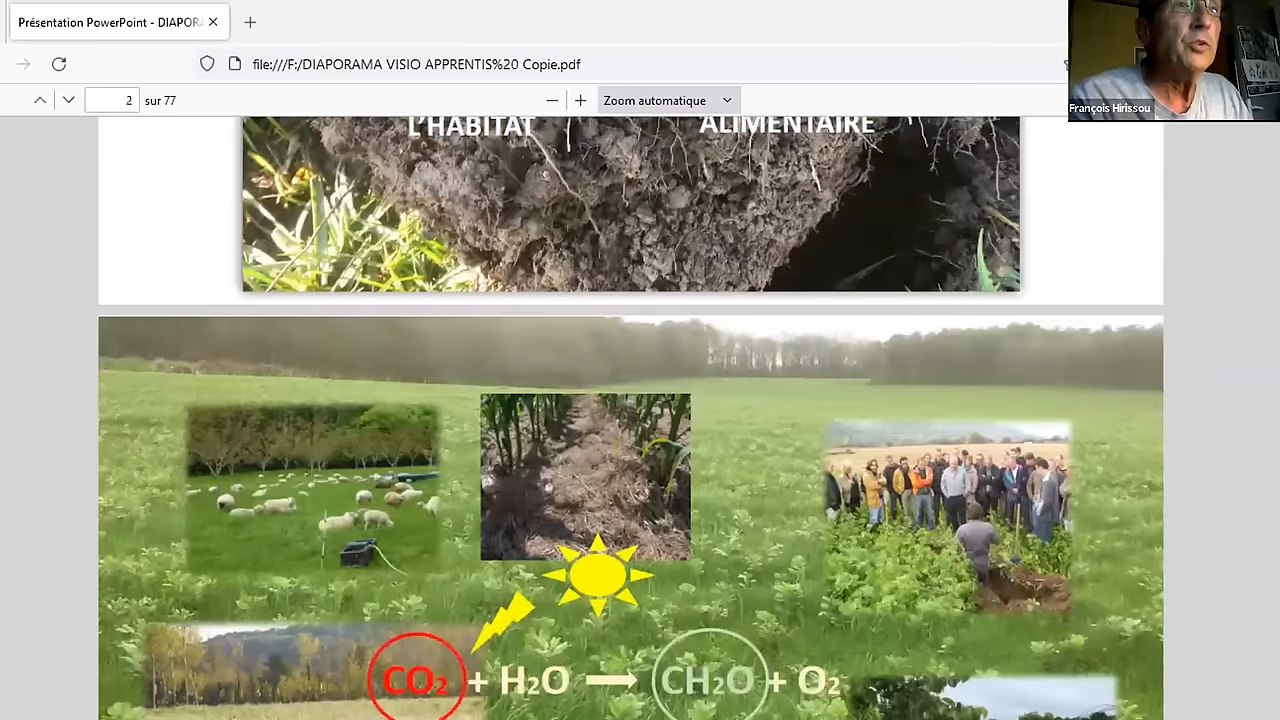 Présentation PowerPoint - DIAPORA
file:///F:/DIAPORAMA VISIO APPRENTIS%20 Copie.pdf
2 sur 77
Zoom automatique
François Hirissou
L'HABITAT
ALIMENTAIRE
CO2 + H2O → CH2O + O2